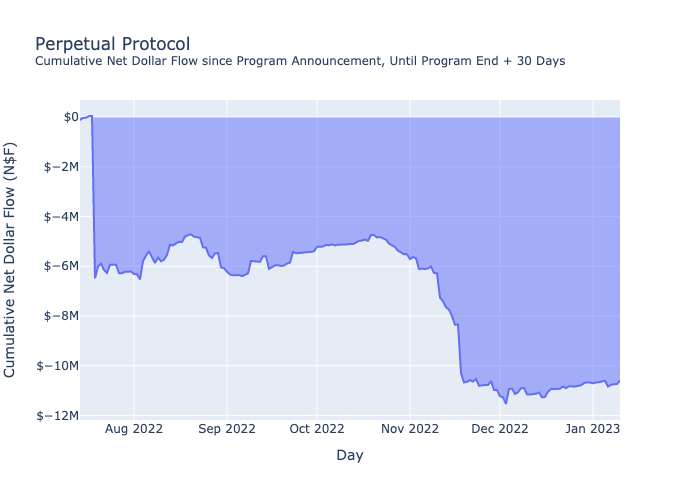 Perpetual Protocol
Cumulative Net Dollar Flow since Program Announcement, Until Program End + 30 Days
Cumulative Net Dollar Flow (N$F)
$0
$−2M
$−4M
$−6M
$−8M
$−10M
$−12M
Aug 2022
Sep 2022
Oct 2022
Nov 2022
Dec 2022
Jan 2023
Day